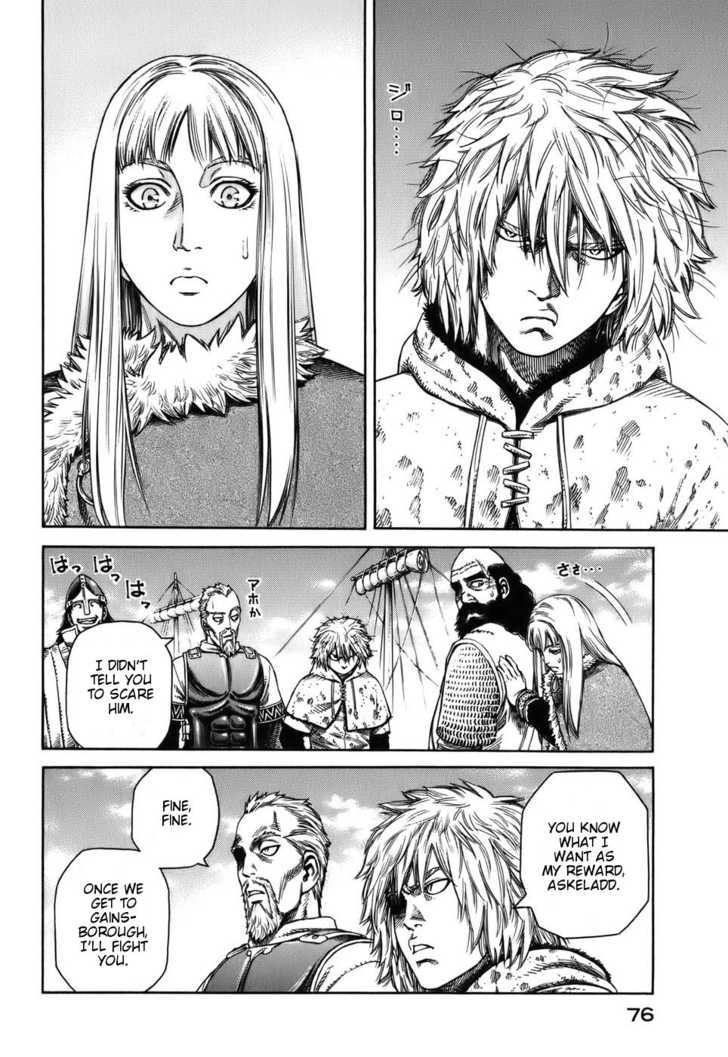 ジロ‥‥
ささ…
アホか
はっ
はっ
はっ
I DIDN'T
TELL YOU
TO SCARE
HIM.
YOU KNOW
WHAT I
WANT AS
MY REWARD,
ASKELADD.
FINE,
FINE.
ONCE WE
GET TO
GAINS-
BOROUGH,
I'LL FIGHT
YOU.
76